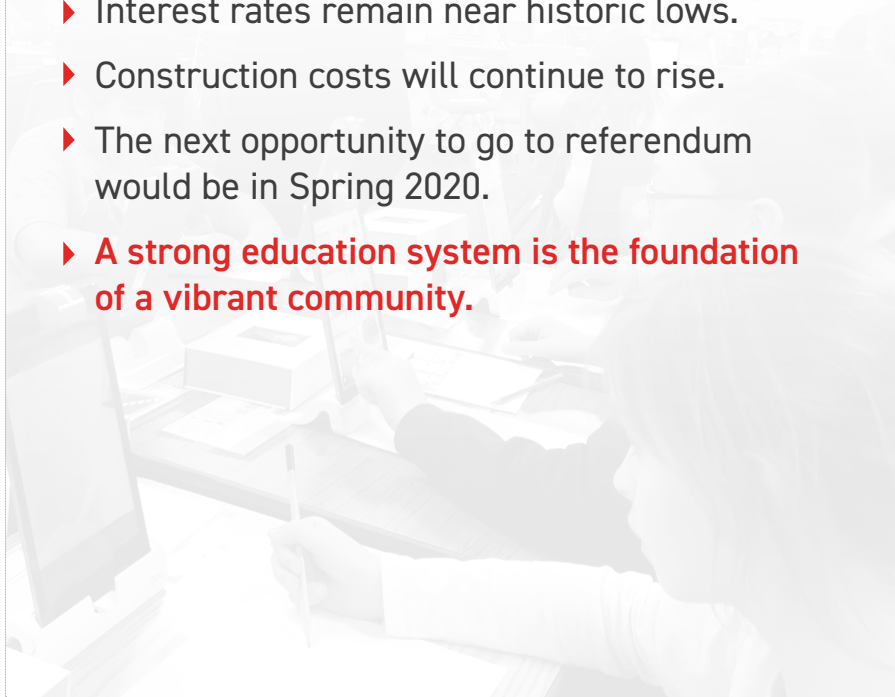 Interest rates remain near historic lows.
Construction costs will continue to rise.
The next opportunity to go to referendum
would be in Spring 2020.
A strong education system is the foundation
of a vibrant community.